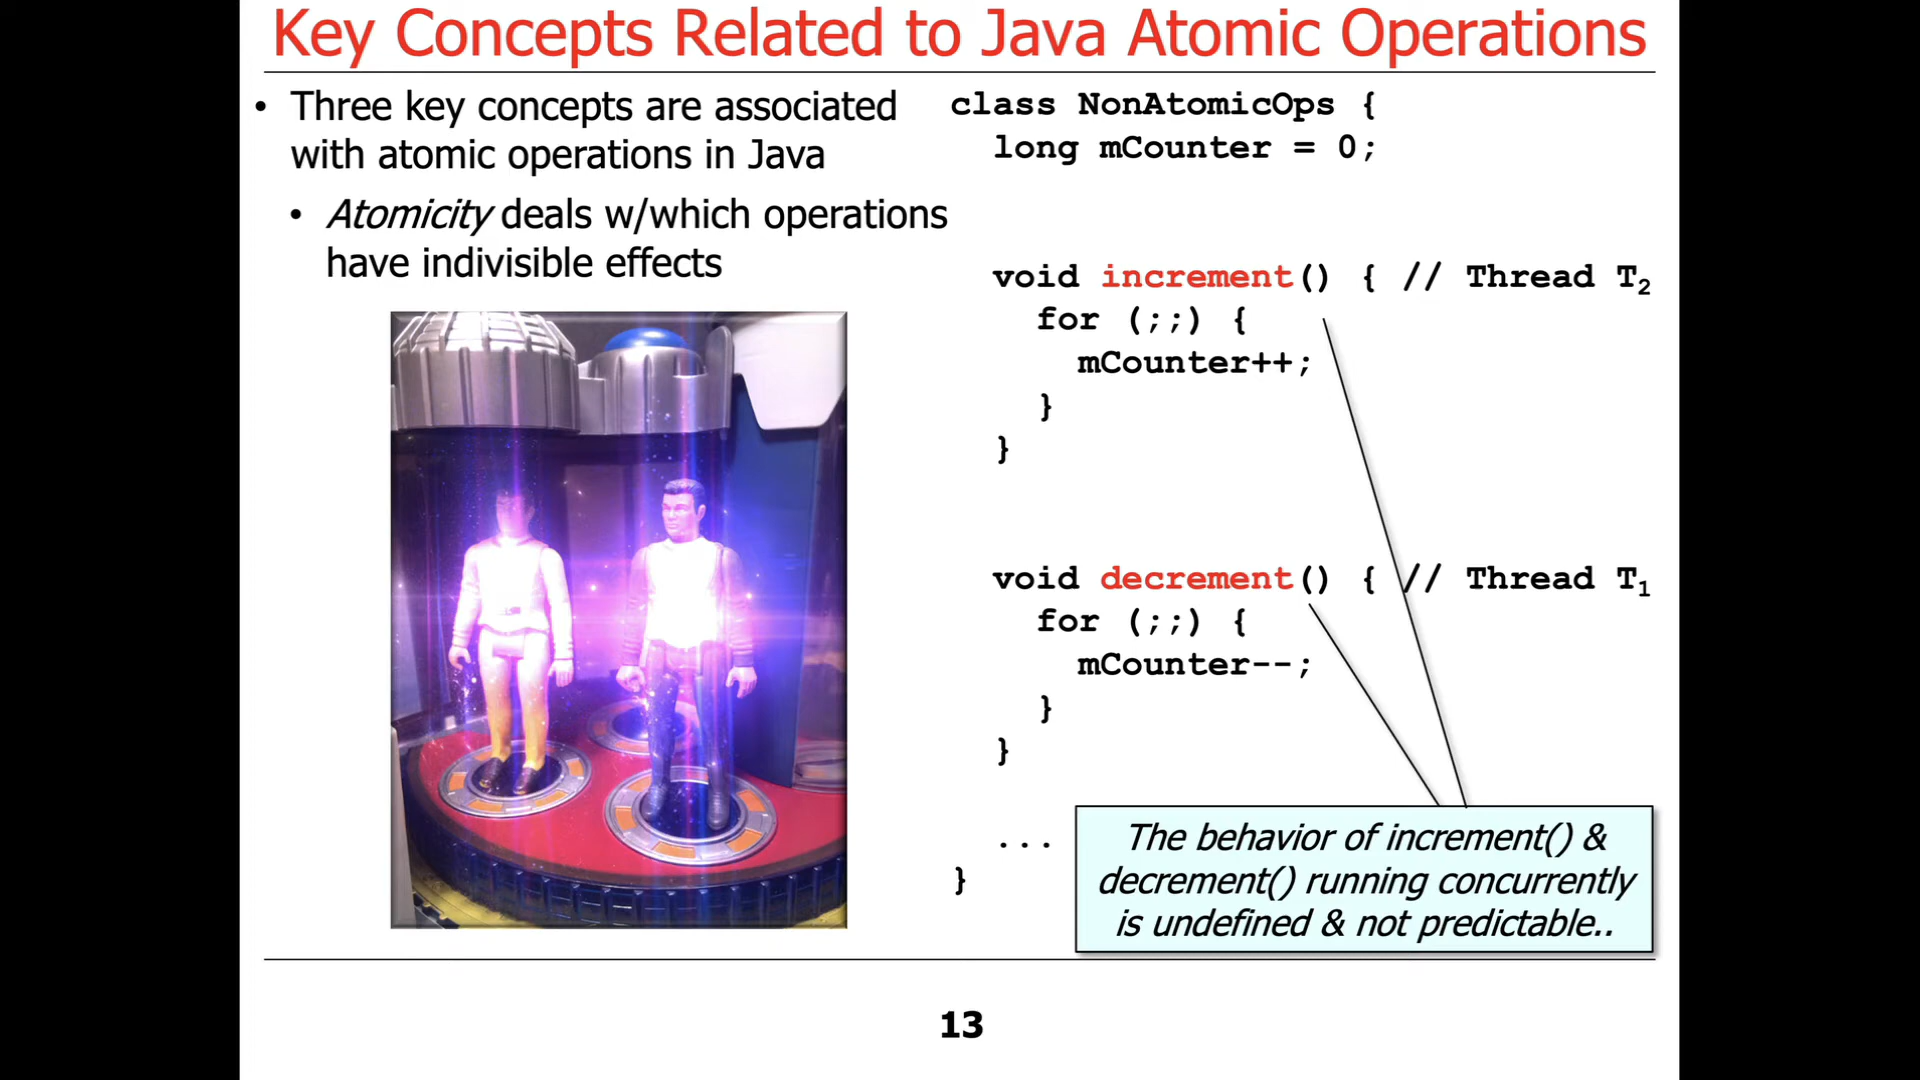 Key Concepts Related to Java Atomic Operations
• Three key concepts are associated
with atomic operations in Java
• Atomicity deals w/which operations
have indivisible effects
class NonAtomicOps {
long mCounter = 0;
void increment() { // Thread T2
for (;;) {
mCounter++;
}
}
void decrement() { // Thread T1
for (;;) {
mCounter--;
}
}
...
}
The behavior of increment() &
decrement() running concurrently
is undefined & not predictable..
13